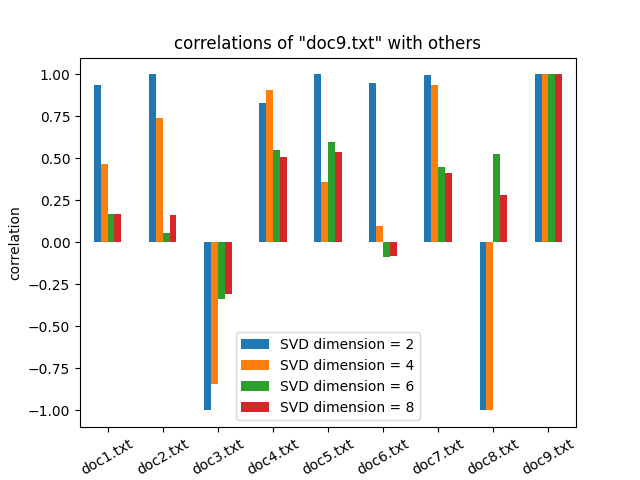 correlations of "doc9.txt" with others
correlation
1.00
0.75
0.50
0.25
0.00
−0.25
−0.50
−0.75
−1.00
SVD dimension = 2
SVD dimension = 4
SVD dimension = 6
SVD dimension = 8
doc1.txt
doc2.txt
doc3.txt
doc4.txt
doc5.txt
doc6.txt
doc7.txt
doc8.txt
doc9.txt